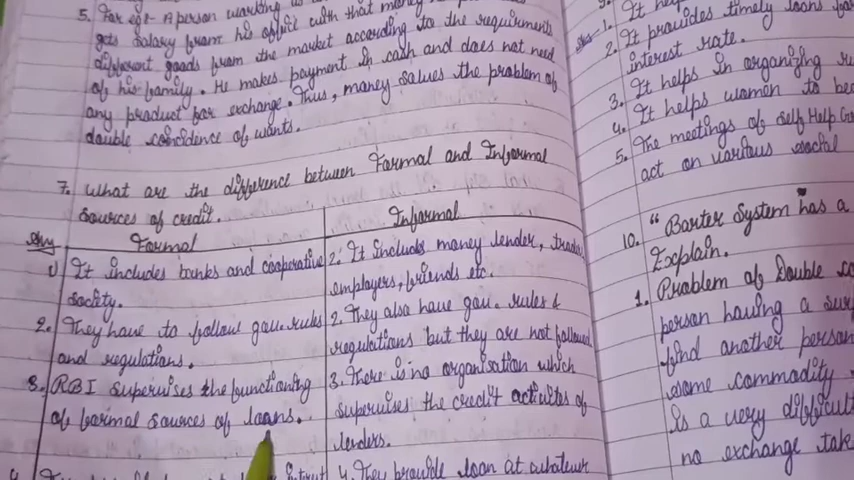 5. For eg:- A person working
gets salary from his office with that money
different goods from the market according to the requirements
of his family. He makes payment in cash and does not need
any product for exchange. Thus, money solues the problem of
double coincidence of wants.
7. What are the difference between Formal and Informal
sources of credit.
Ans
Formal
Informal
1) It includes banks and cooperative
society.
2. They have to follow gov. rules
and regulations.
3. RBI supervises the functioning
of formal sources of loans.
It includes money lender, traders
employers, friends etc.
2. They also have gov. rules &
regulations but they are not followed
3. There is no organisation which
supervises the credit activites of
lenders.
4. They provide loan at whatever
Ans 1. It
2. It provides timely loans
interest rate.
3. It helps in organizing
4. It helps women to
5. The meetings of Self Help
act on various social
10. "Barter System has a
Explain.
1. Problem of Double
person having a
find another person
same commodity
is a very difficult
no exchange take